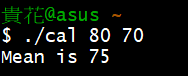 貴花@asus ~
$ ./cal 80 70
Mean is 75